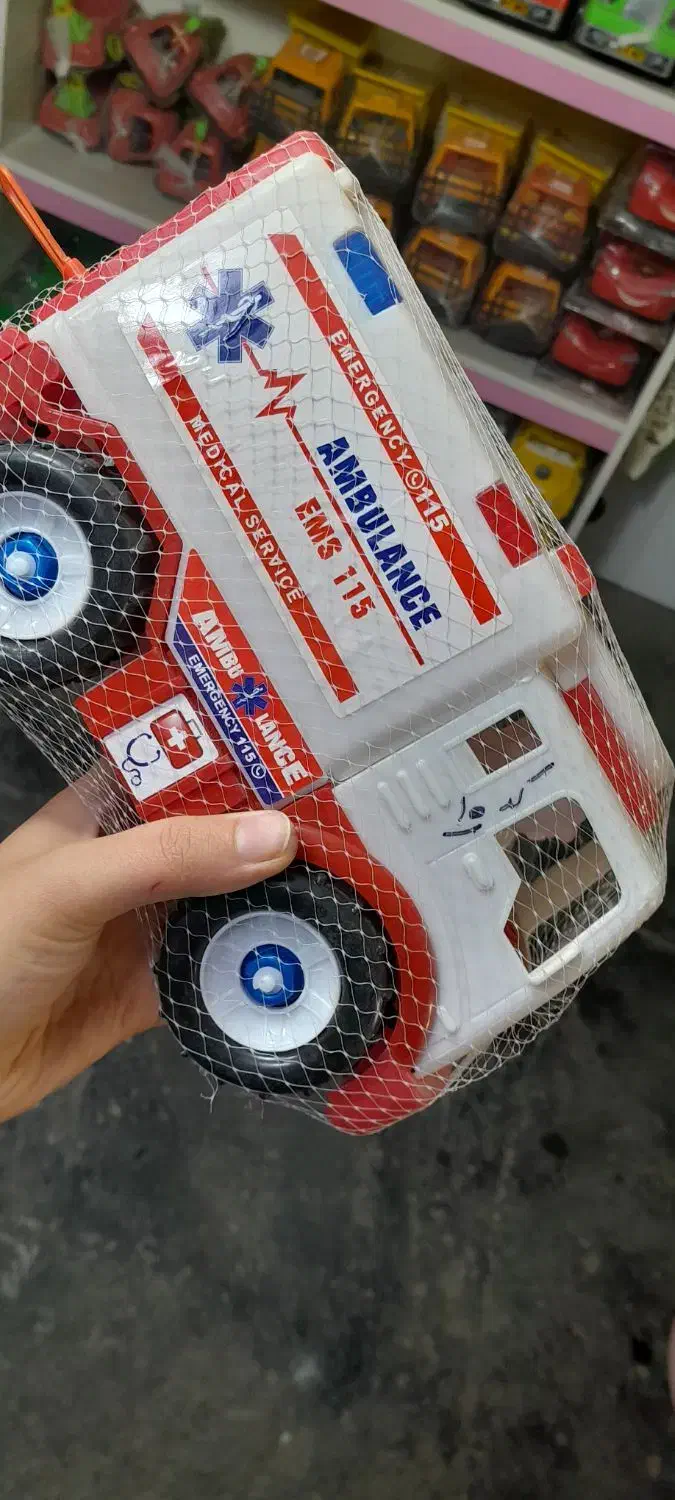 EMERGENCY 115
AMBULANCE
EMS 115
MEDICAL SERVICE
AMBU LANCE
EMERGENCY 115